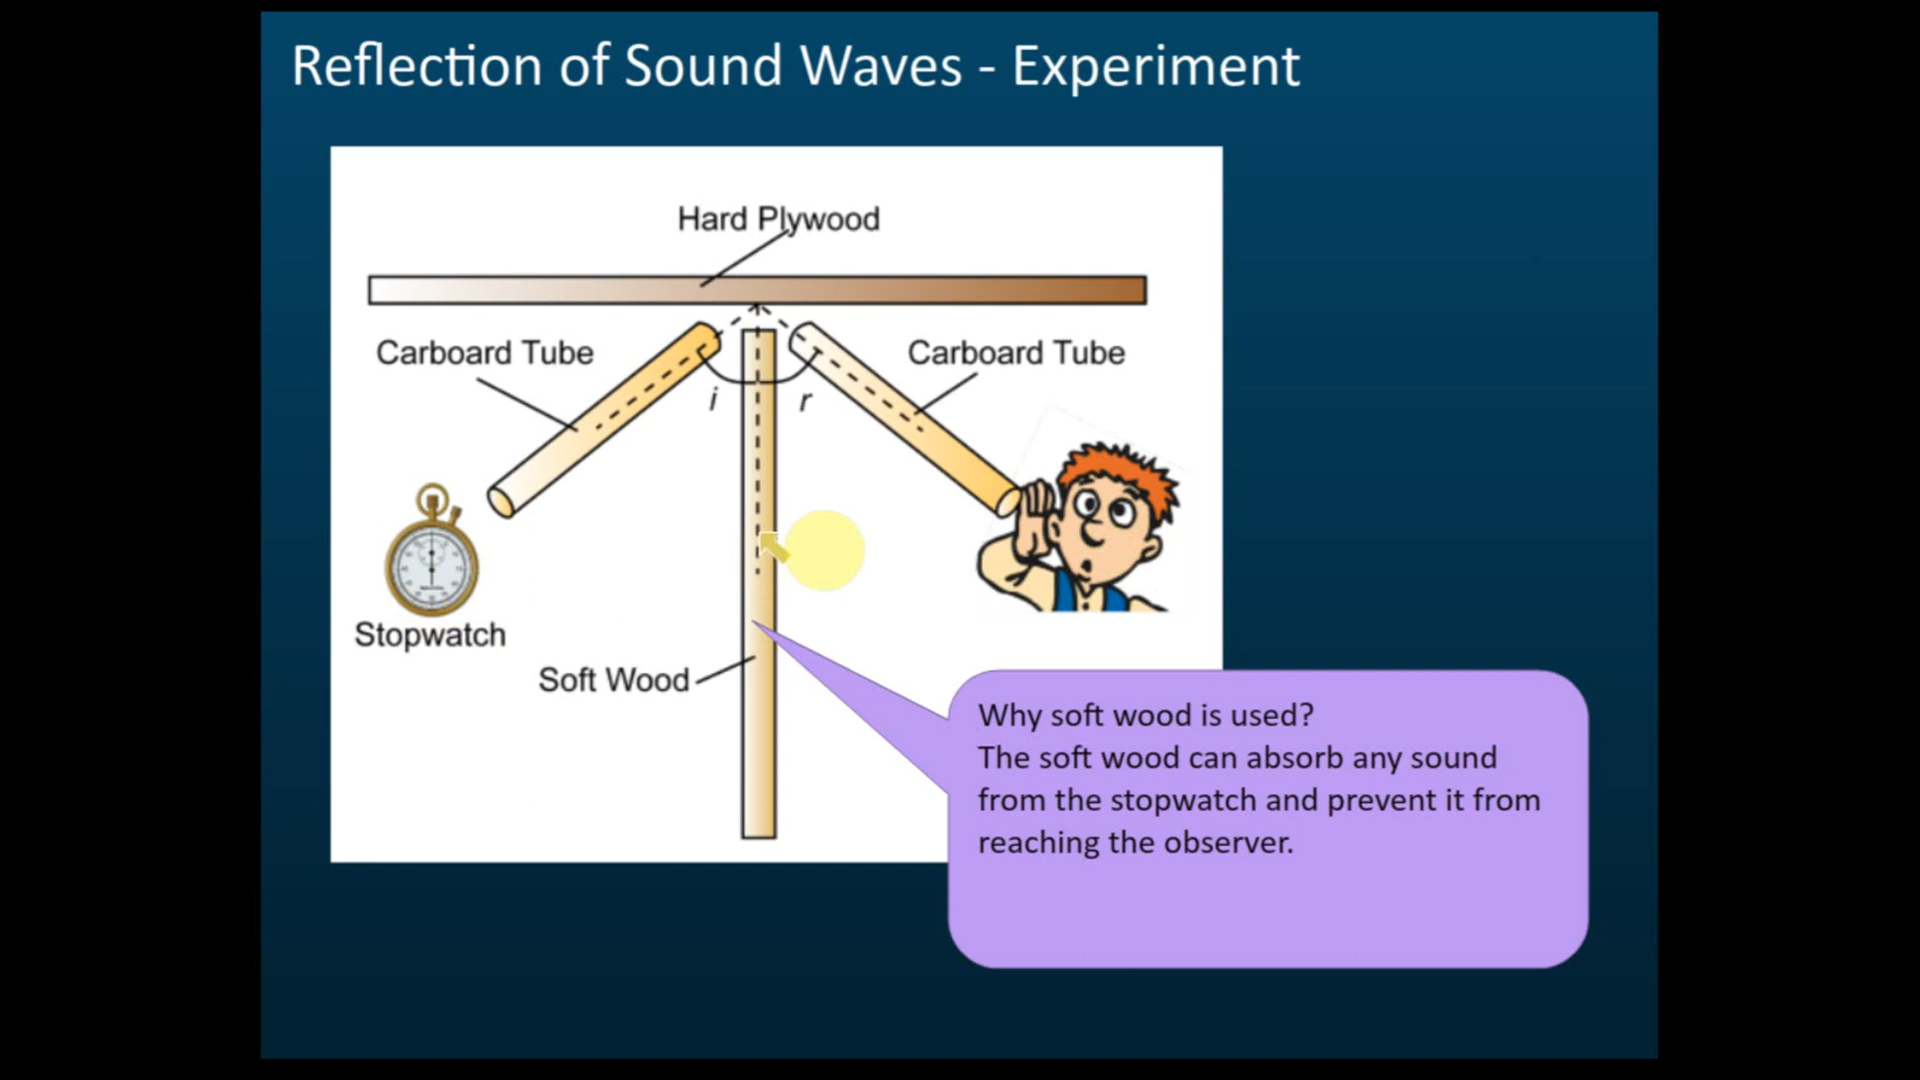 Reflection of Sound Waves - Experiment
Hard Plywood
Carboard Tube
Carboard Tube
i
r
Stopwatch
Soft Wood
Why soft wood is used?
The soft wood can absorb any sound
from the stopwatch and prevent it from
reaching the observer.